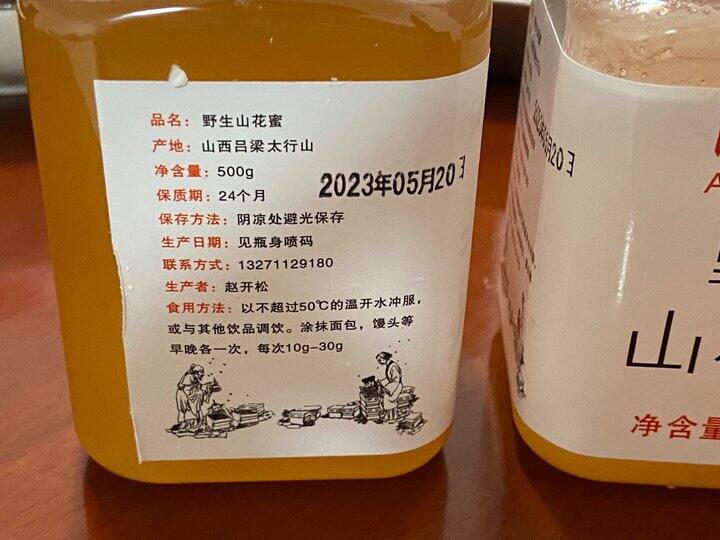 品名：野生山花蜜
产地：山西吕梁太行山
净含量：500g
保质期：24个月
2023年05月20日
保存方法：阴凉处避光保存
生产日期：见瓶身喷码
联系方式：13271129180
生产者：赵开松
食用方法：以不超过50℃的温开水冲服，
或与其他饮品调饮。涂抹面包，馒头等
早晚各一次，每次10g-30g
山
净含量